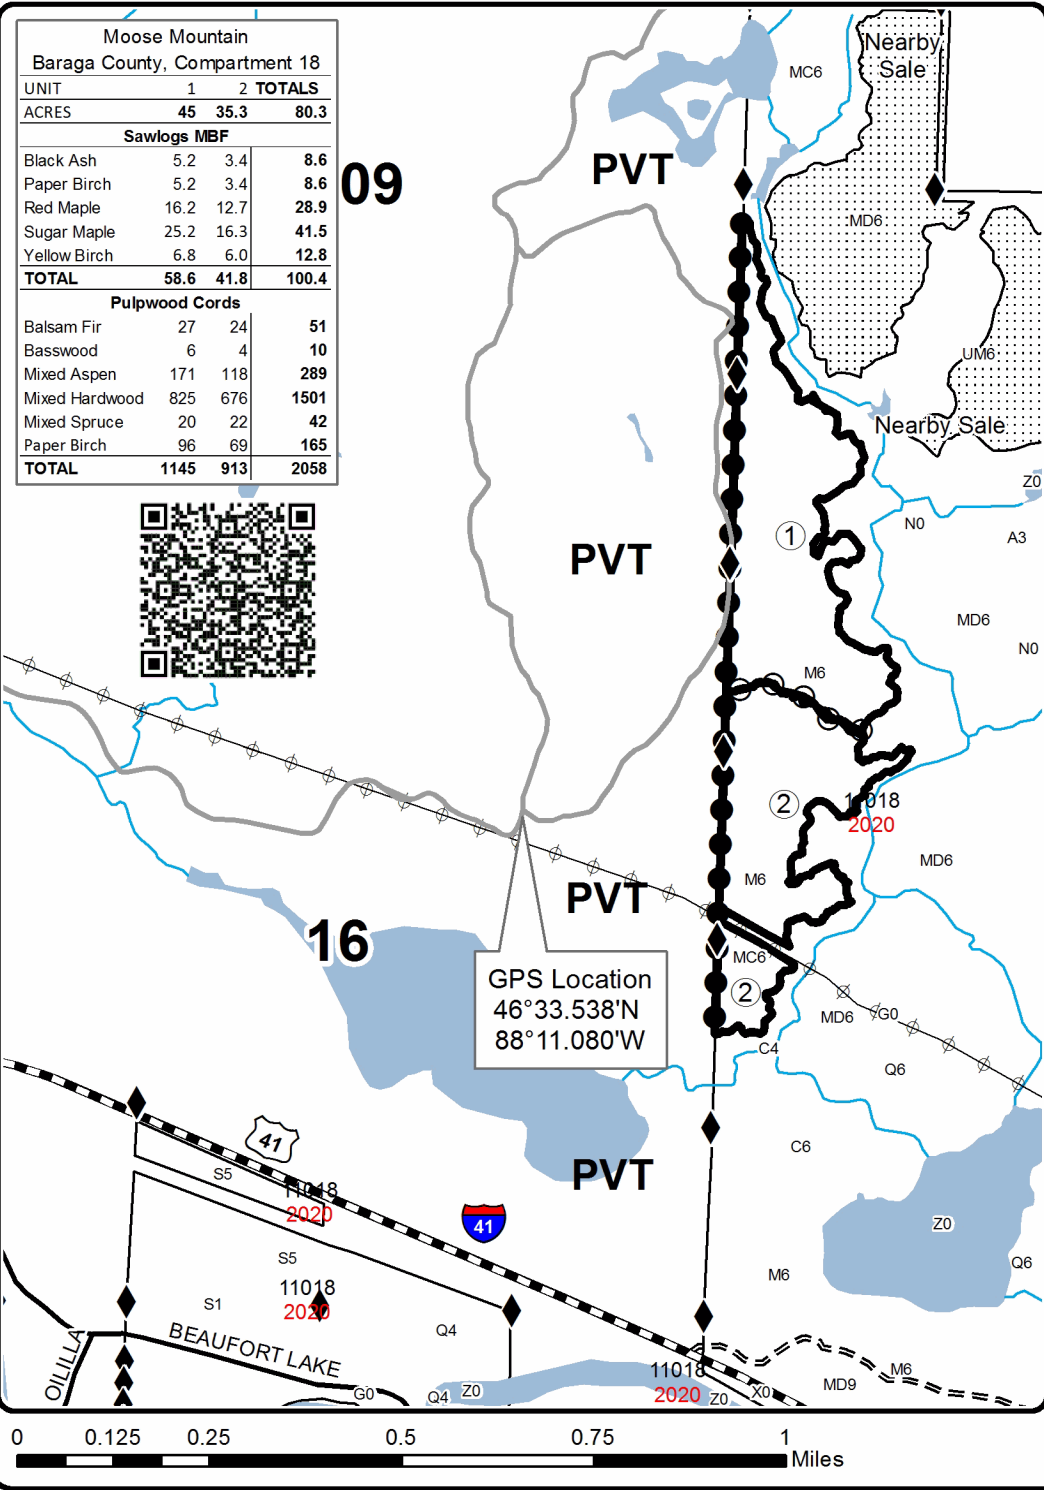 Moose Mountain
Baraga County, Compartment 18
UNIT 1 2 TOTALS
ACRES 45 35.3 80.3
Sawlogs MBF
Black Ash 5.2 3.4 8.6
Paper Birch 5.2 3.4 8.6
Red Maple 16.2 12.7 28.9
Sugar Maple 25.2 16.3 41.5
Yellow Birch 6.8 6.0 12.8
TOTAL 58.6 41.8 100.4
Pulpwood Cords
Balsam Fir 27 24 51
Basswood 6 4 10
Mixed Aspen 171 118 289
Mixed Hardwood 825 676 1501
Mixed Spruce 20 22 42
Paper Birch 96 69 165
TOTAL 1145 913 2058
Nearby
Sale
MC6
PVT
09
MD6
UM6
Nearby Sale
Z0
N0
A3
1
PVT
MD6
N0
M6
2
11018
2020
MD6
M6
PVT
16
MC6
GPS Location
46°33.538'N
88°11.080'W
2
MD6
G0
C4
Q6
41
C6
PVT
S5
11018
2020
41
Z0
S5
Q6
M6
11018
2020
S1
Q4
BEAUFORT LAKE
OILILLA
11018
2020
M6
MD9
G0
Q4
Z0
Z0
X0
0 0.125 0.25 0.5 0.75 1
Miles